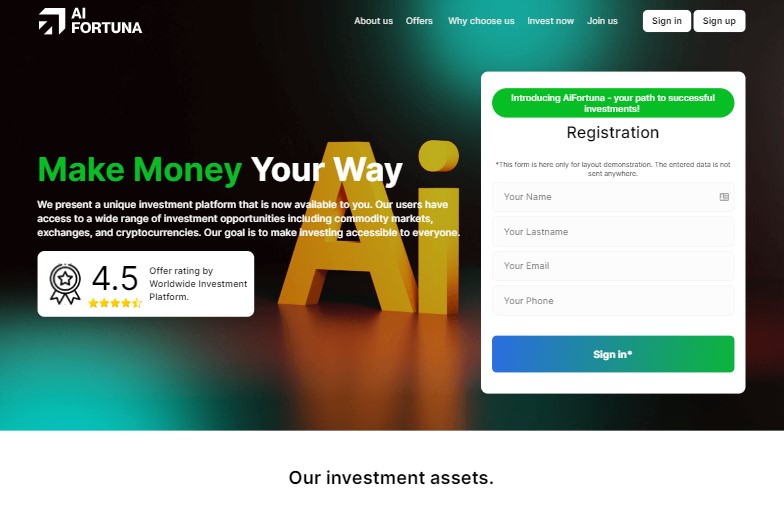 AI
FORTUNA
About us
Offers
Why choose us
Invest now
Join us
Sign in
Sign up
Make Money Your Way
We present a unique investment platform that is now available to you. Our users have
access to a wide range of investment opportunities including commodity markets,
exchanges, and cryptocurrencies. Our goal is to make investing accessible to everyone.
4.5
Offer rating by
Worldwide Investment
Platform.
Ai
Introducing AiFortuna - your path to successful
investments!
Registration
*This form is here only for layout demonstration. The entered data is not
sent anywhere.
Your Name
Your Lastname
Your Email
Your Phone
Sign in*
Our investment assets.